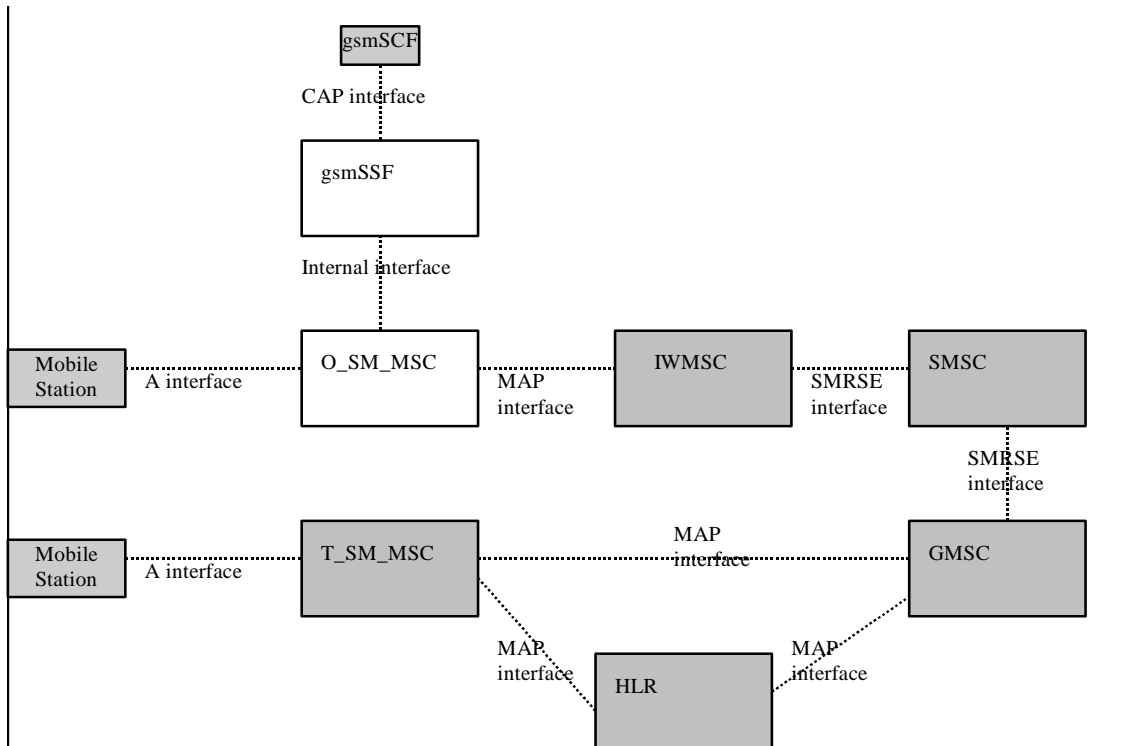 gsmSCF
CAP interface
gsmSSF
Internal interface
Mobile
Station
A interface
O_SM_MSC
MAP
interface
IWMSC
SMRSE
interface
SMSC
SMRSE
interface
Mobile
Station
A interface
T_SM_MSC
MAP
interface
GMSC
MAP
interface
HLR
MAP
interface